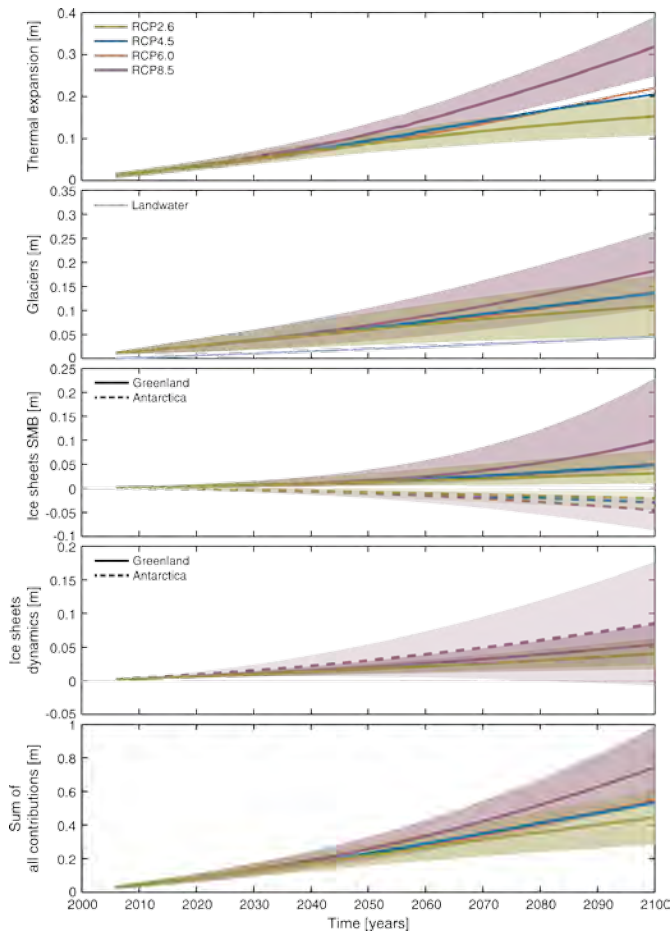 Thermal expansion [m]
0.4
0.3
0.2
0.1
0
RCP2.6
RCP4.5
RCP6.0
RCP8.5
Glaciers [m]
0.35
0.3
0.25
0.2
0.15
0.1
0.05
0
Landwater
Ice sheets SMB [m]
0.25
0.2
0.15
0.1
0.05
0
-0.05
-0.1
Greenland
Antarctica
Ice sheets
dynamics [m]
0.2
0.15
0.1
0.05
0
-0.05
Greenland
Antarctica
Sum of
all contributions [m]
1
0.8
0.6
0.4
0.2
0
2000 2010 2020 2030 2040 2050 2060 2070 2080 2090 2100
Time [years]